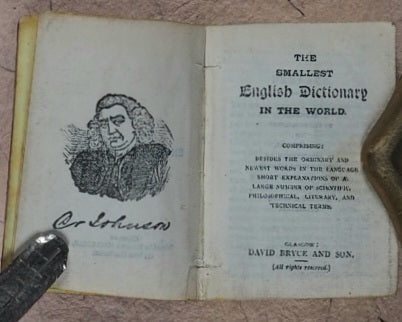 Dr Johnson
THE
SMALLEST
English Dictionary
IN THE WORLD.
COMPRISING:
BESIDES THE ORDINARY AND
NEWEST WORDS IN THE LANGUAGE
SHORT EXPLANATIONS OF A
LARGE NUMBER OF SCIENTIFIC,
PHILOSOPHICAL, LITERARY, AND
TECHNICAL TERMS.
GLASGOW:
DAVID BRYCE AND SON.
(All rights reserved.)